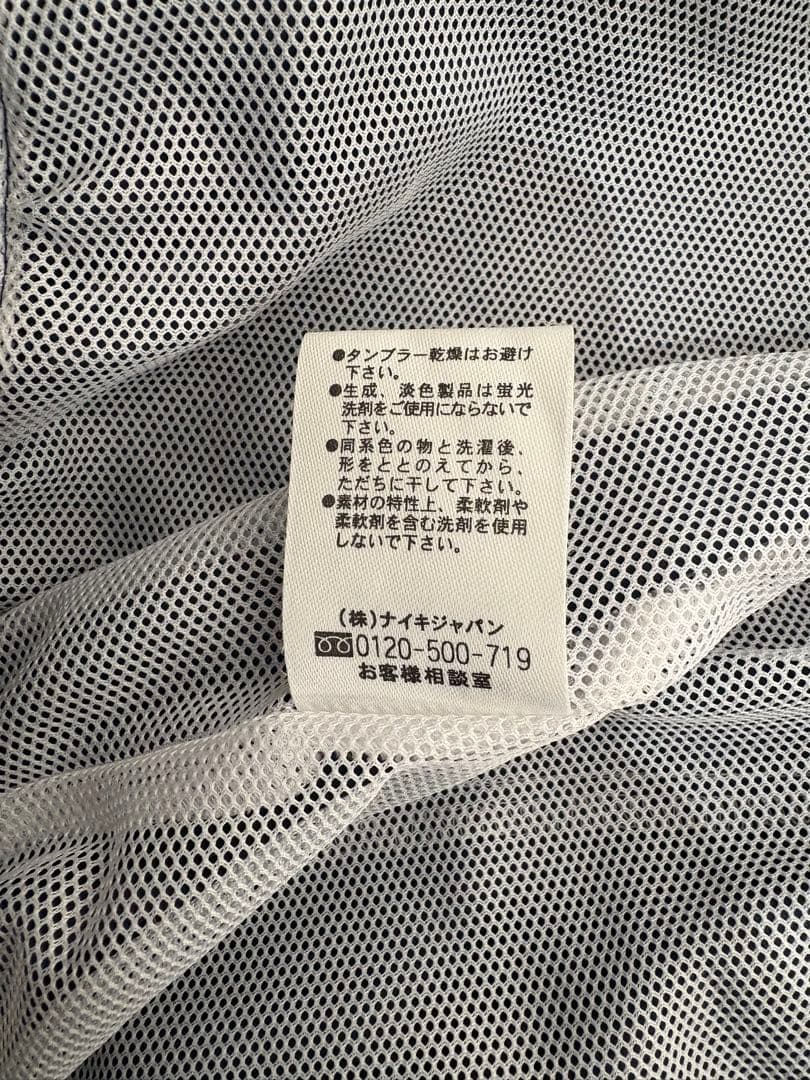 ●タンブラー乾燥はお避け
下さい。
●生成、淡色製品は蛍光
洗剤をご使用にならないで
下さい。
●同系色の物と洗濯後、
形をととのえてから、
ただちに干して下さい。
●素材の特性上、柔軟剤や
柔軟剤を含む洗剤を使用
しないで下さい。
(株)ナイキジャパン
0120-500-719
お客様相談室